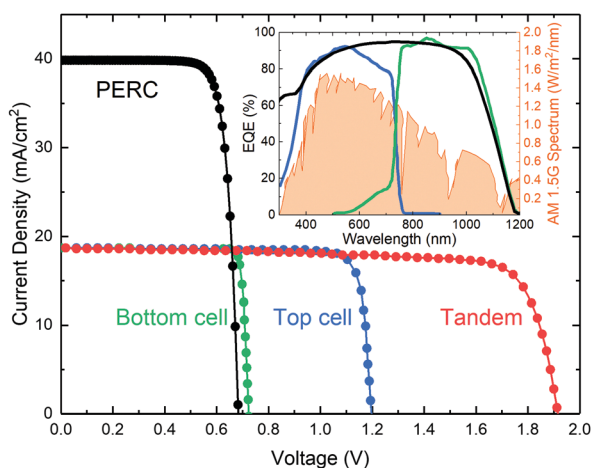 Current Density (mA/cm²)
40
30
20
10
0
0.0 0.2 0.4 0.6 0.8 1.0 1.2 1.4 1.6 1.8 2.0
Voltage (V)
PERC
Bottom cell
Top cell
Tandem
EQE (%)
100
80
60
40
20
0
400 600 800 1000 1200
Wavelength (nm)
2.0
1.8
1.6
1.4
1.2
1.0
0.8
0.6
0.4
0.2
AM 1.5G Spectrum (W/m²/nm)